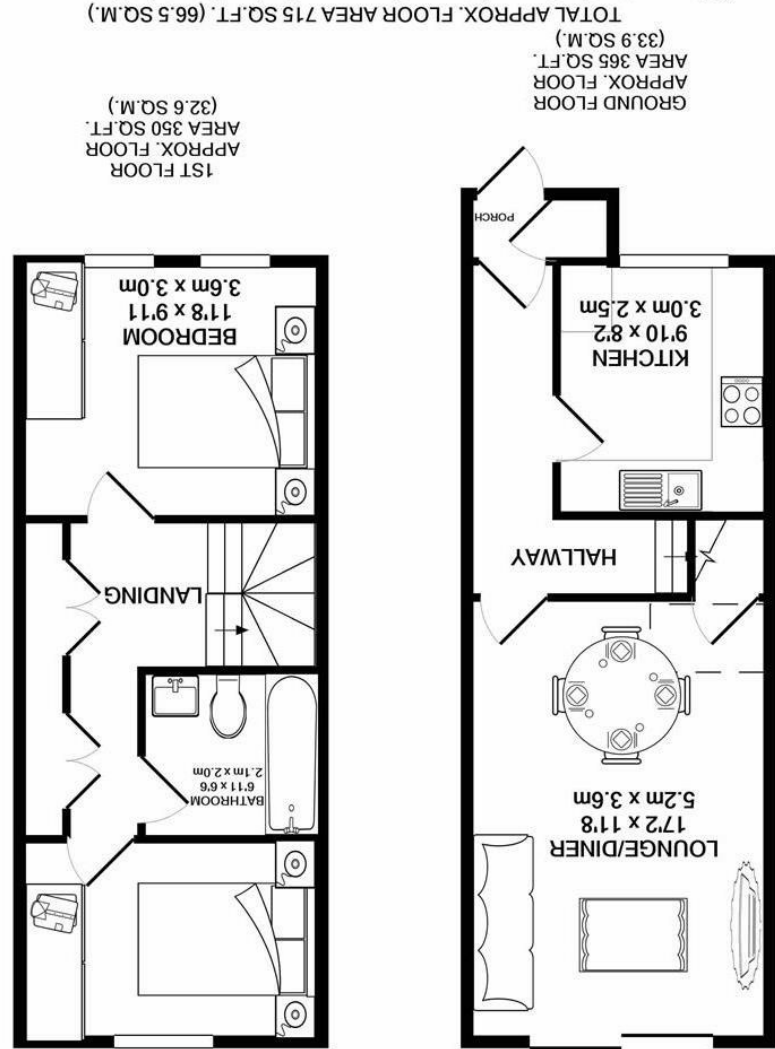 LOUNGE/DINER
17'2 x 11'8
5.2m x 3.6m
HALLWAY
KITCHEN
9'10 x 8'2
3.0m x 2.5m
PORCH
GROUND FLOOR
APPROX. FLOOR
AREA 365 SQ.FT.
(33.9 SQ.M.)
BATHROOM
6'11 x 6'6
2.1m x 2.0m
LANDING
BEDROOM
11'8 x 9'11
3.6m x 3.0m
1ST FLOOR
APPROX. FLOOR
AREA 350 SQ.FT.
(32.6 SQ.M.)
TOTAL APPROX. FLOOR AREA 715 SQ.FT. (66.5 SQ.M.)